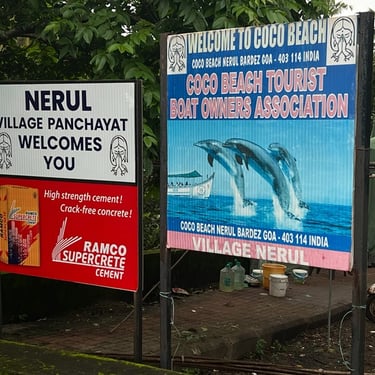 NERUL
VILLAGE PANCHAYAT
WELCOMES
YOU
High strength cement!
Crack-free concrete!
RAMCO
SUPERCRETE
CEMENT
WELCOME TO COCO BEACH
COCO BEACH NERUL BARDEZ GOA - 403 114 INDIA
COCO BEACH TOURIST
BOAT OWNERS ASSOCIATION
COCO BEACH NERUL BARDEZ GOA - 403 114 INDIA
VILLAGE NERUL